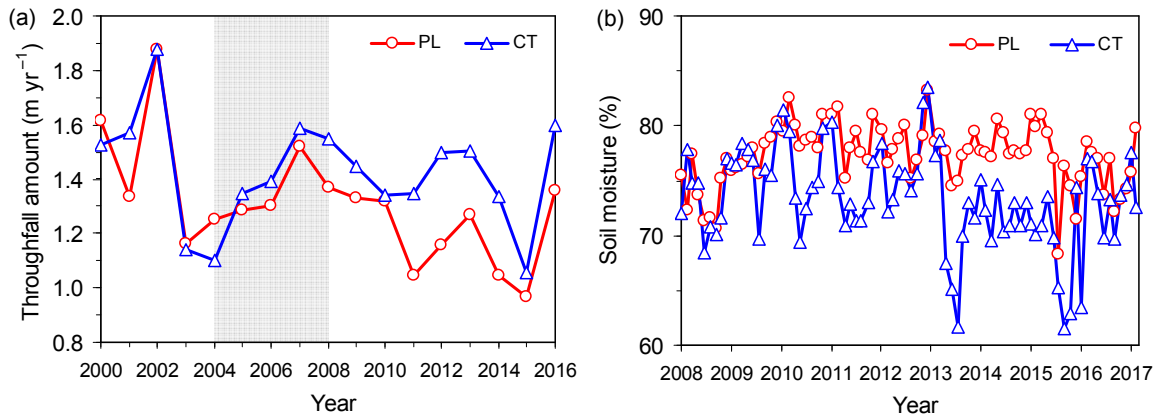 (a)
Throughfall amount (m yr⁻¹)
2.0
1.8
1.6
1.4
1.2
1.0
0.8
PL
CT
2000 2002 2004 2006 2008 2010 2012 2014 2016
Year
(b)
Soil moisture (%)
90
80
70
60
PL
CT
2008 2009 2010 2011 2012 2013 2014 2015 2016 2017
Year